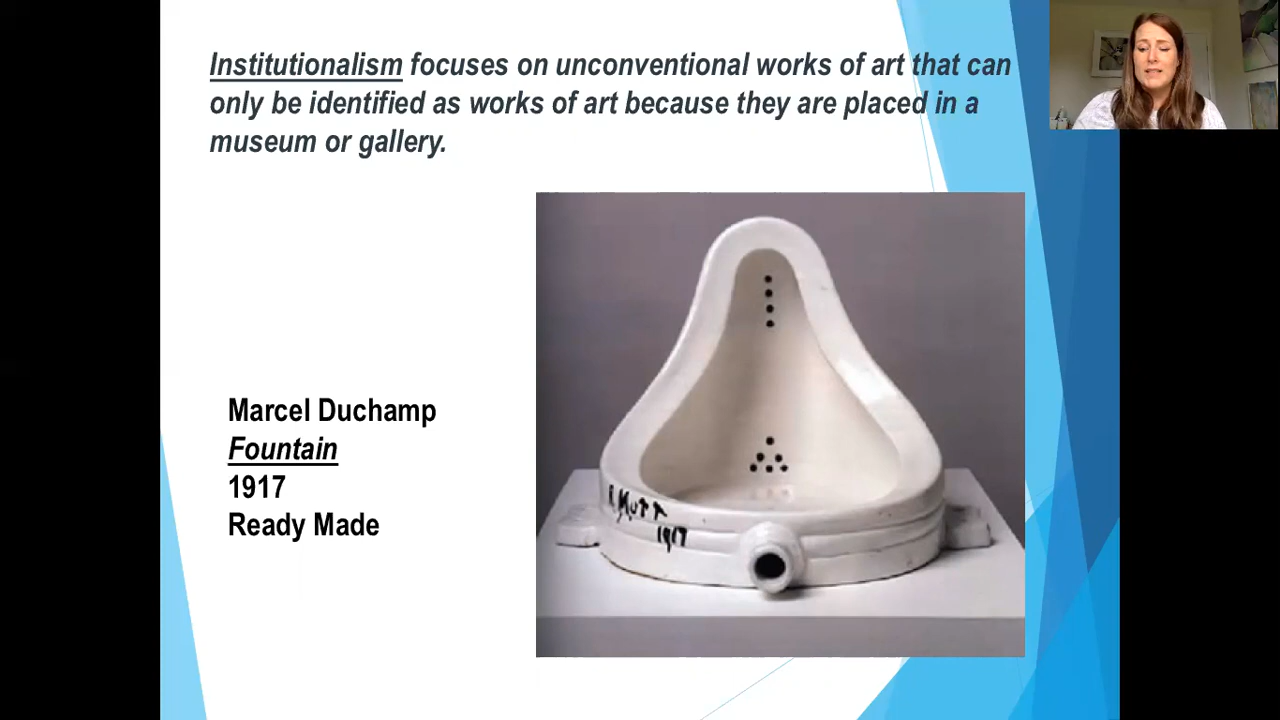 Institutionalism focuses on unconventional works of art that can
only be identified as works of art because they are placed in a
museum or gallery.
Marcel Duchamp
Fountain
1917
Ready Made
R.MUTT
1917